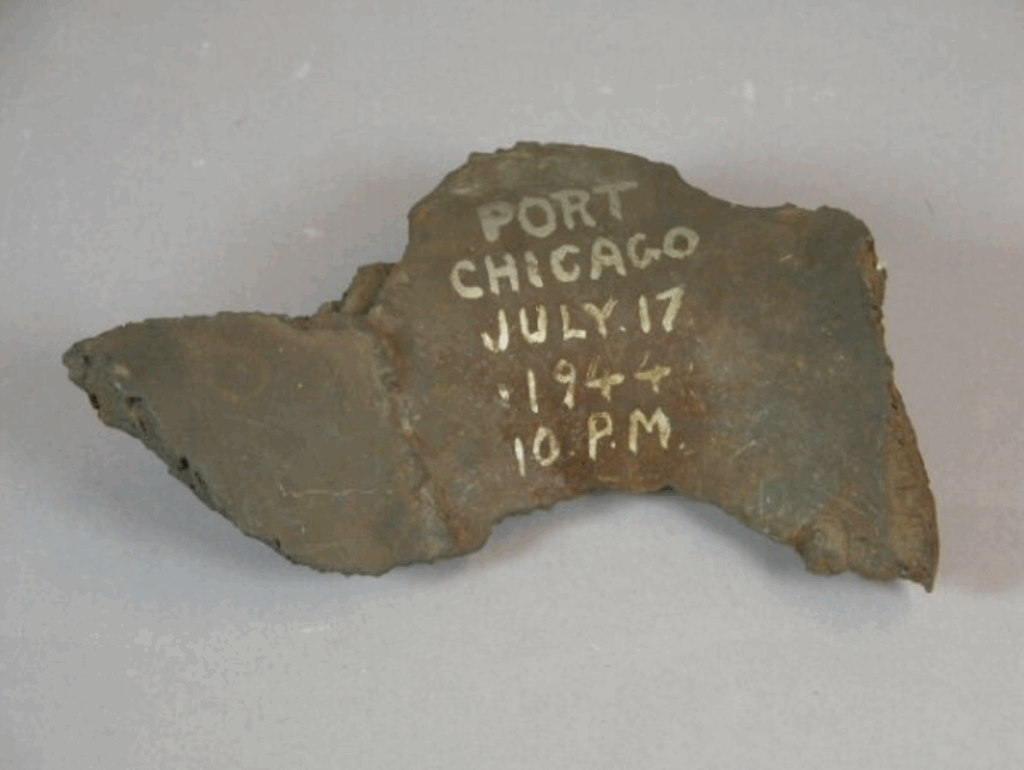 PORT
CHICAGO
JULY. 17
1944
10 P.M.